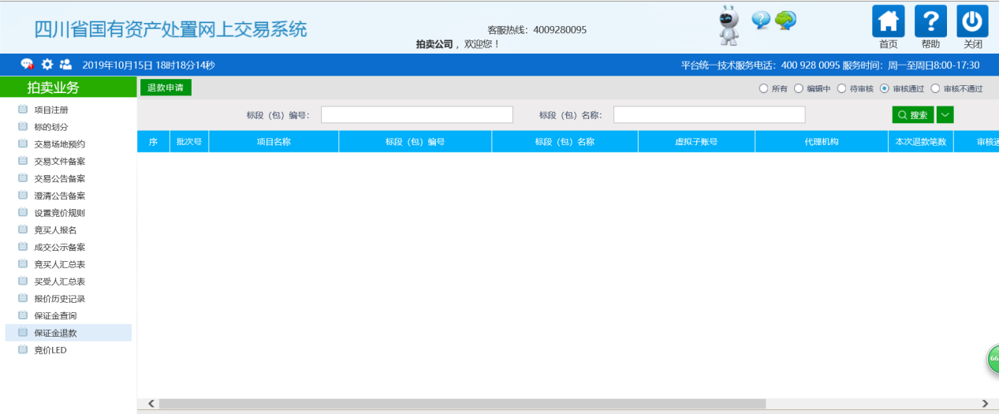 四川省国有资产处置网上交易系统
客服热线：4009280095
拍卖公司，欢迎您！
首页
帮助
关闭
2019年10月15日 18时18分14秒
平台统一技术服务电话：400 928 0095 服务时间：周一至周日8:00-17:30
拍卖业务
退款申请
所有 编辑中 待审核 审核通过 审核不通过
项目注册
标的划分
交易场地预约
交易文件备案
交易公告备案
澄清公告备案
设置竞价规则
竞买人报名
成交公示备案
竞买人汇总表
买受人汇总表
报价历史记录
保证金查询
保证金退款
竞价LED
标段（包）编号：
标段（包）名称：
搜索
序 批次号 项目名称 标段（包）编号 标段（包）名称 虚拟子账号 代理机构 本次退款笔数 审核通
66